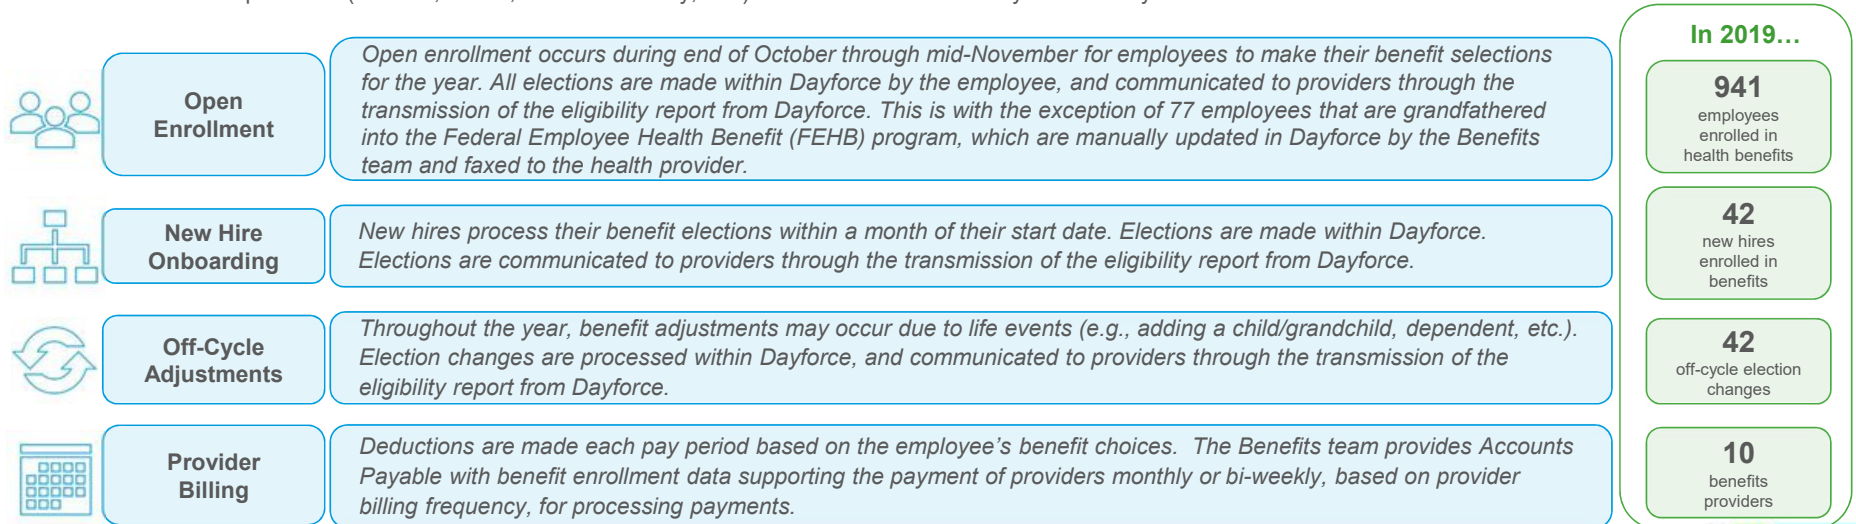 In 2019…
Open
Enrollment
Open enrollment occurs during end of October through mid-November for employees to make their benefit selections
for the year. All elections are made within Dayforce by the employee, and communicated to providers through the
transmission of the eligibility report from Dayforce. This is with the exception of 77 employees that are grandfathered
into the Federal Employee Health Benefit (FEHB) program, which are manually updated in Dayforce by the Benefits
team and faxed to the health provider.
941
employees
enrolled in
health benefits
New Hire
Onboarding
New hires process their benefit elections within a month of their start date. Elections are made within Dayforce.
Elections are communicated to providers through the transmission of the eligibility report from Dayforce.
42
new hires
enrolled in
benefits
Off-Cycle
Adjustments
Throughout the year, benefit adjustments may occur due to life events (e.g., adding a child/grandchild, dependent, etc.).
Election changes are processed within Dayforce, and communicated to providers through the transmission of the
eligibility report from Dayforce.
42
off-cycle election
changes
Provider
Billing
Deductions are made each pay period based on the employee's benefit choices. The Benefits team provides Accounts
Payable with benefit enrollment data supporting the payment of providers monthly or bi-weekly, based on provider
billing frequency, for processing payments.
10
benefits
providers